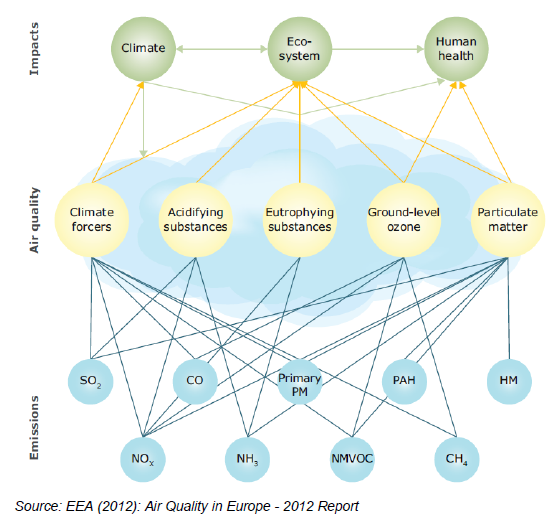 Impacts
Climate
Eco-
system
Human
health
Air quality
Climate
forcers
Acidifying
substances
Eutrophying
substances
Ground-level
ozone
Particulate
matter
Emissions
SO₂
CO
Primary
PM
PAH
HM
NOₓ
NH₃
NMVOC
CH₄
Source: EEA (2012): Air Quality in Europe - 2012 Report